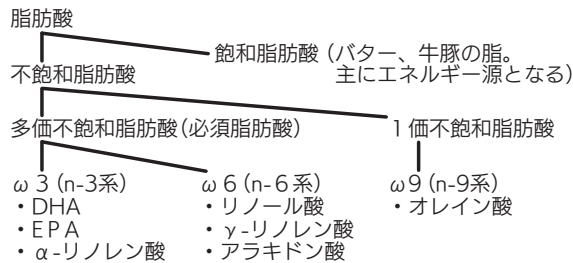 脂肪酸
飽和脂肪酸（バター、牛豚の脂。
主にエネルギー源となる）
不飽和脂肪酸
多価不飽和脂肪酸（必須脂肪酸）
１価不飽和脂肪酸
ω３（n-3系）
・DHA
・EPA
・α-リノレン酸
ω６（n-６系）
・リノール酸
・γ-リノレン酸
・アラキドン酸
ω9（n-9系）
・オレイン酸